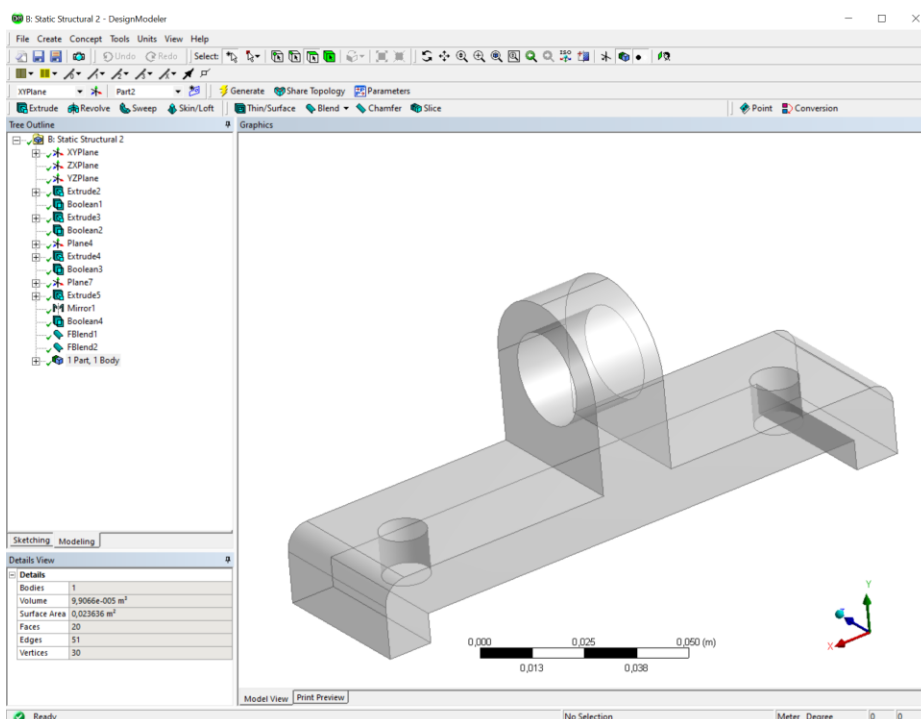 B: Static Structural 2 - DesignModeler
File Create Concept Tools Units View Help
Undo Redo Select:
XYPlane Part2 Generate Share Topology Parameters
Extrude Revolve Sweep Skin/Loft Thin/Surface Blend Chamfer Slice Point Conversion
Tree Outline
Graphics
B: Static Structural 2
XYPlane
ZXPlane
YZPlane
Extrude2
Boolean1
Extrude3
Boolean2
Plane4
Extrude4
Boolean3
Plane7
Extrude5
Mirror1
Boolean4
FBlend1
FBlend2
1 Part, 1 Body
Sketching Modeling
Details View
Details
Bodies 1
Volume 9,9066e-005 m³
Surface Area 0,023636 m²
Faces 20
Edges 51
Vertices 30
0,000 0,025 0,050 (m)
0,013 0,038
Y
X
Model View Print Preview
Ready No Selection Meter Degree 0 0